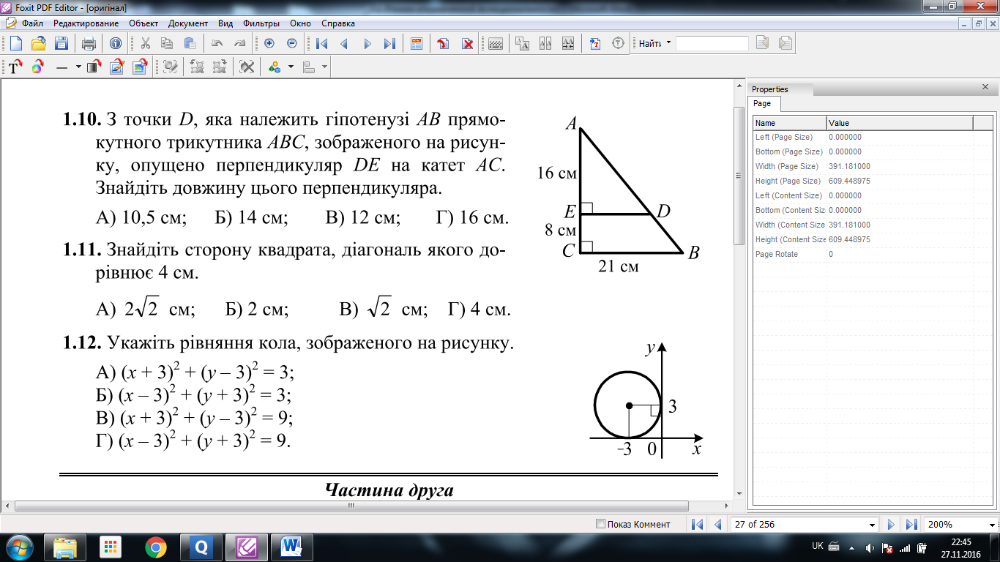 Foxit PDF Editor - [оригінал]
Файл Редактирование Объект Документ Вид Фильтры Окно Справка
Найти
1.10. З точки D, яка належить гіпотенузі AB прямо-
кутного трикутника ABC, зображеного на рисун-
ку, опущено перпендикуляр DE на катет AC.
Знайдіть довжину цього перпендикуляра.
А) 10,5 см; Б) 14 см; В) 12 см; Г) 16 см.
A
16 см
E D
8 см
C B
21 см
1.11. Знайдіть сторону квадрата, діагональ якого до-
рівнює 4 см.
А) 2√2 см; Б) 2 см; В) √2 см; Г) 4 см.
1.12. Укажіть рівняння кола, зображеного на рисунку.
А) (x + 3)² + (y – 3)² = 3;
Б) (x – 3)² + (y + 3)² = 3;
В) (x + 3)² + (y – 3)² = 9;
Г) (x – 3)² + (y + 3)² = 9.
y
3
-3 0 x
Частина друга
Properties
Page
Name Value
Left (Page Size) 0.000000
Bottom (Page Size) 0.000000
Width (Page Size) 391.181000
Height (Page Size) 609.448975
Left (Content Size) 0.000000
Bottom (Content Siz 0.000000
Width (Content Size 391.181000
Height (Content Size 609.448975
Page Rotate 0
Показ Коммент 27 of 256 200%
UK 22:45
27.11.2016